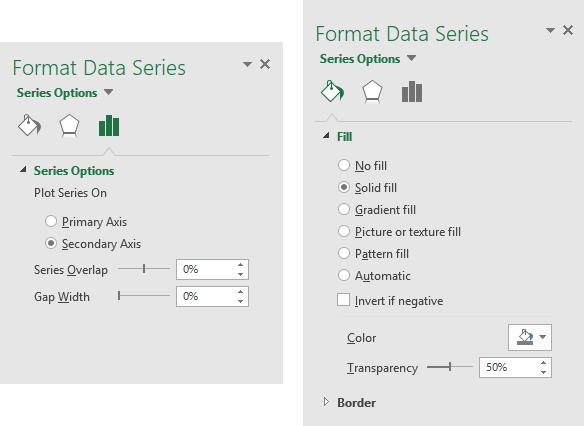 Format Data Series
Series Options
Series Options
Plot Series On
Primary Axis
Secondary Axis
Series Overlap 0%
Gap Width 0%
Format Data Series
Series Options
Fill
No fill
Solid fill
Gradient fill
Picture or texture fill
Pattern fill
Automatic
Invert if negative
Color
Transparency 50%
Border